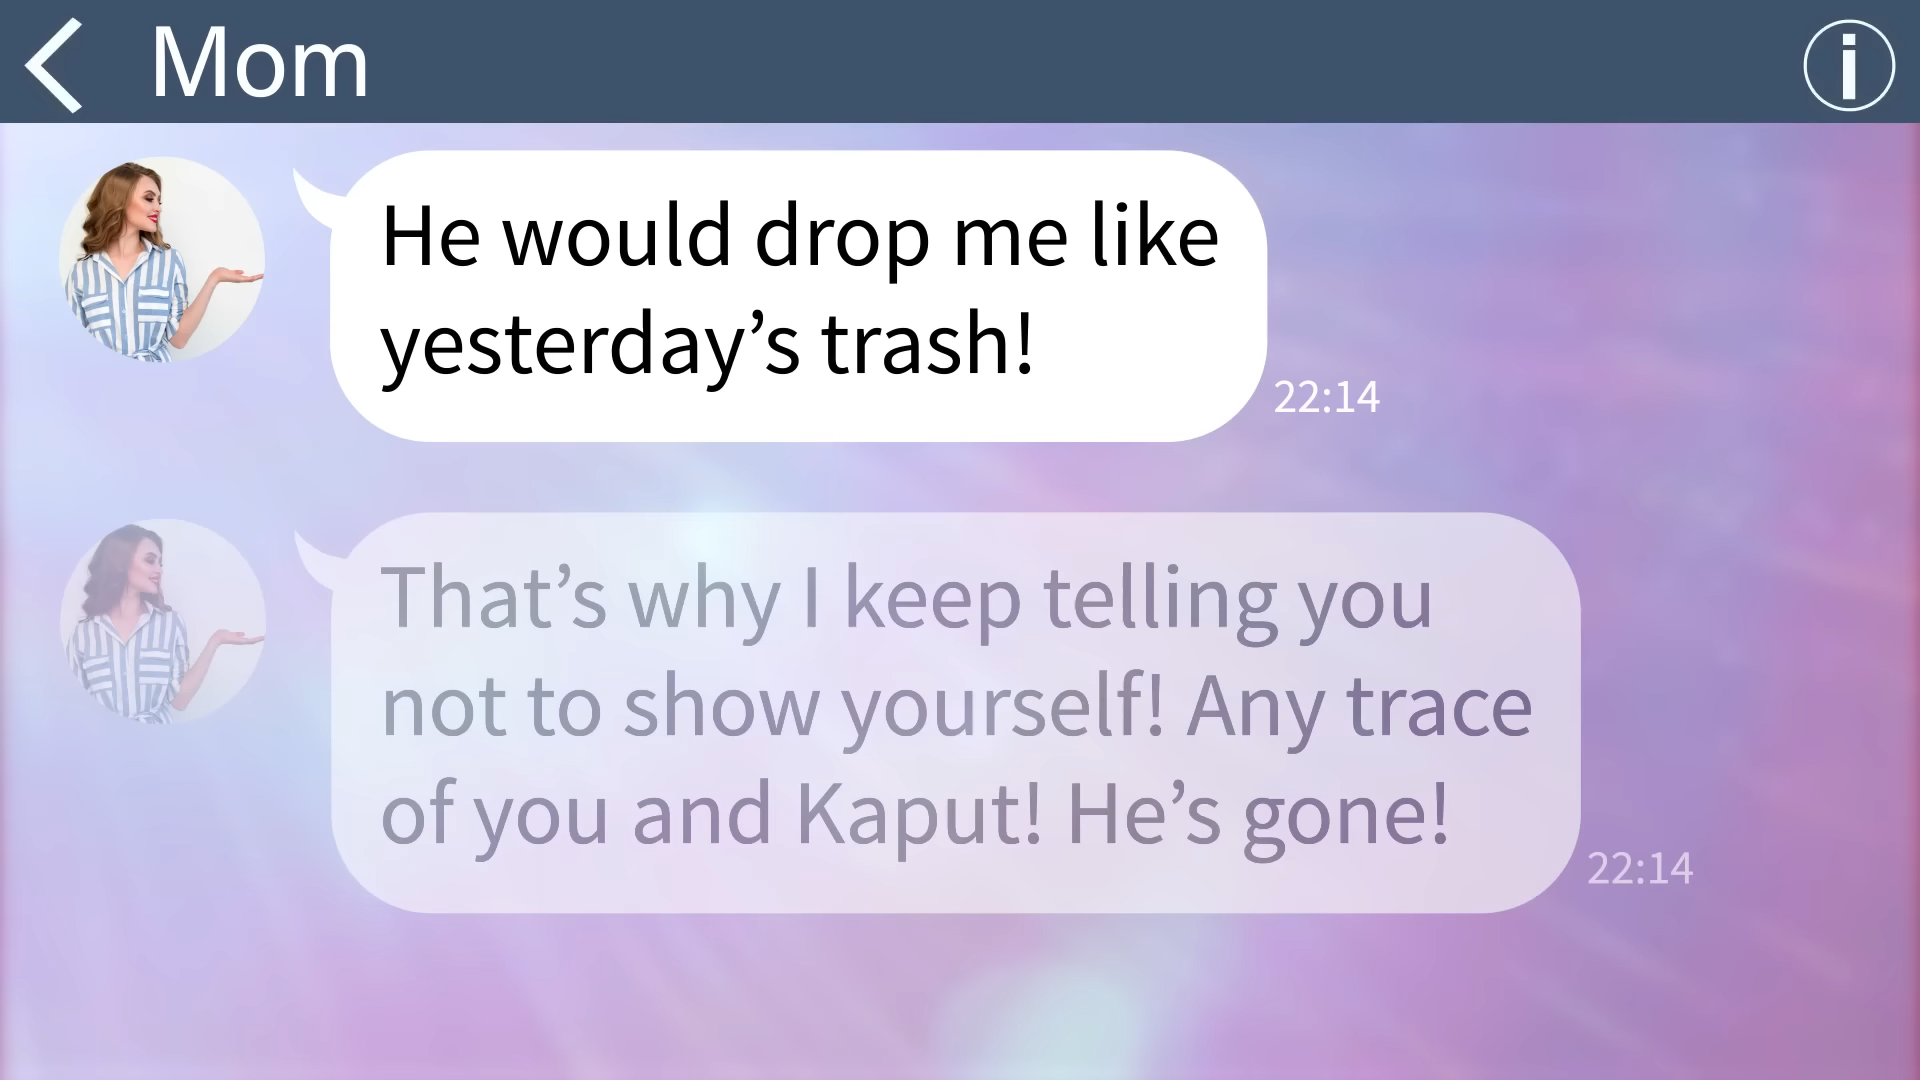 Mom
He would drop me like
yesterday’s trash!
22:14
That’s why I keep telling you
not to show yourself! Any trace
of you and Kaput! He’s gone!
22:14